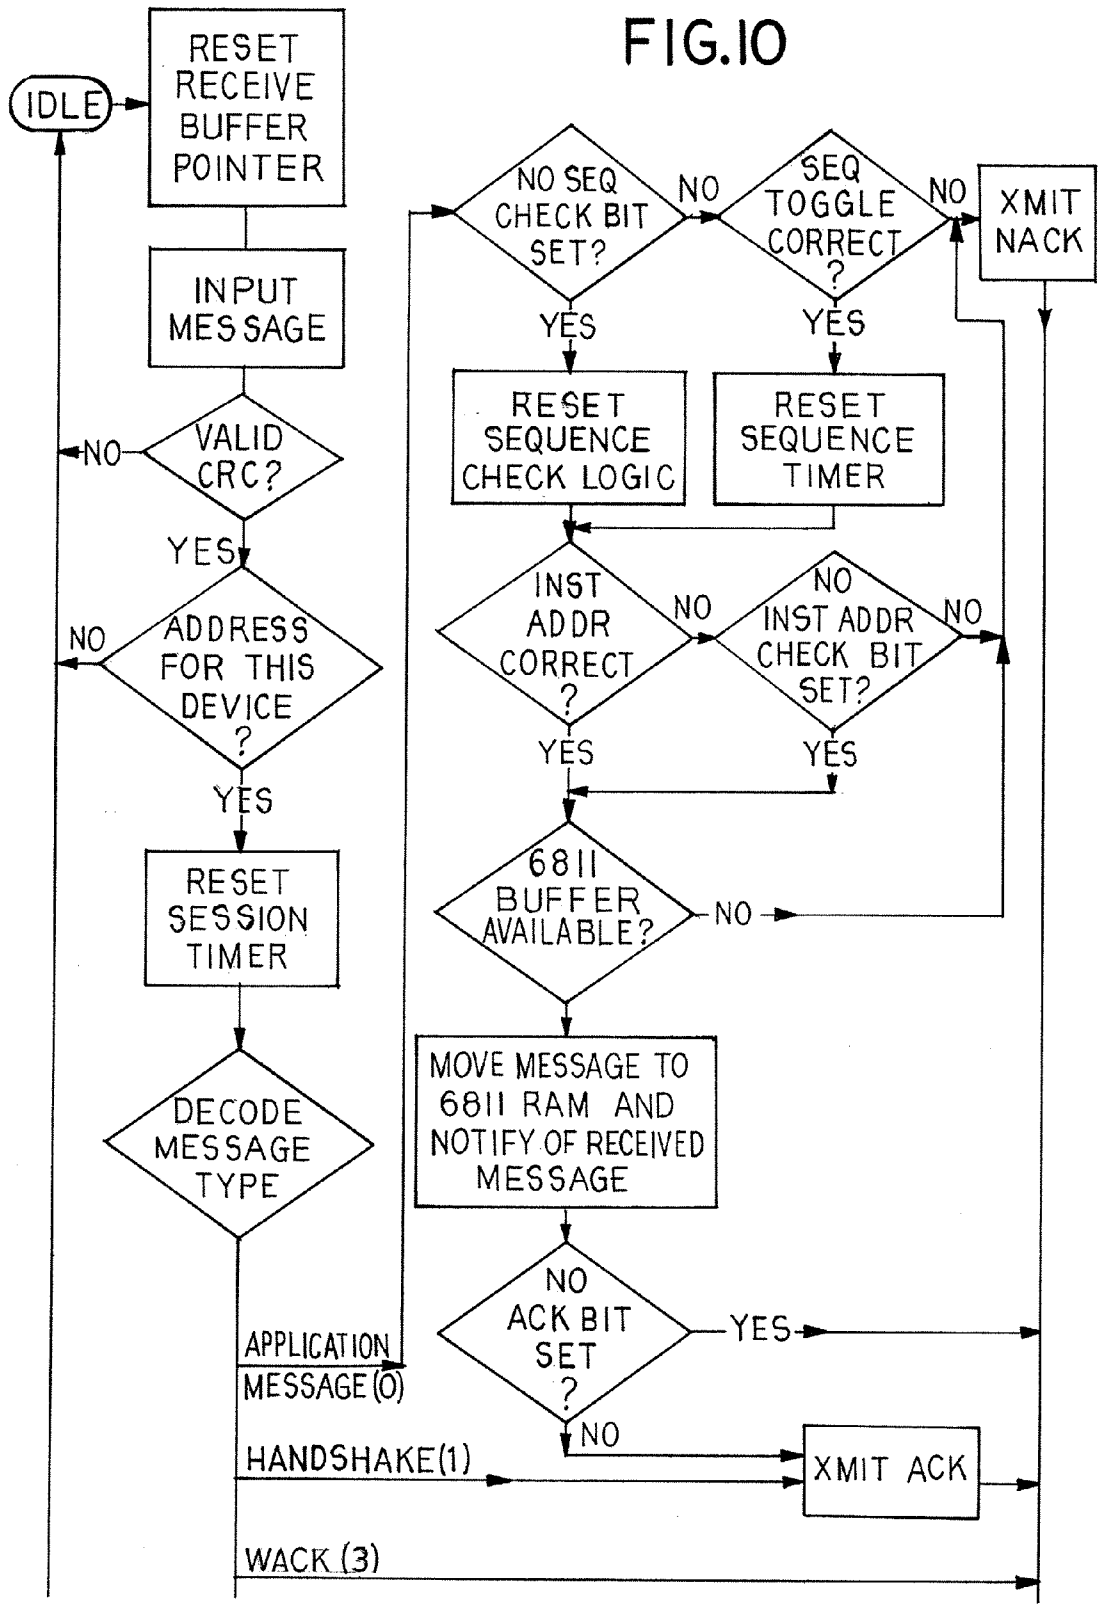 FIG.10
IDLE
RESET
RECEIVE
BUFFER
POINTER
INPUT
MESSAGE
VALID
CRC?
NO
YES
ADDRESS
FOR THIS
DEVICE
?
NO
YES
RESET
SESSION
TIMER
DECODE
MESSAGE
TYPE
APPLICATION
MESSAGE(0)
HANDSHAKE(1)
WACK(3)
NO SEQ
CHECK BIT
SET?
NO
YES
SEQ
TOGGLE
CORRECT
?
NO
YES
XMIT
NACK
RESET
SEQUENCE
CHECK LOGIC
RESET
SEQUENCE
TIMER
INST
ADDR
CORRECT
?
NO
YES
NO
INST ADDR
CHECK BIT
SET?
NO
YES
6811
BUFFER
AVAILABLE?
NO
MOVE MESSAGE TO
6811 RAM AND
NOTIFY OF RECEIVED
MESSAGE
NO
ACK BIT
SET
?
YES
NO
XMIT ACK